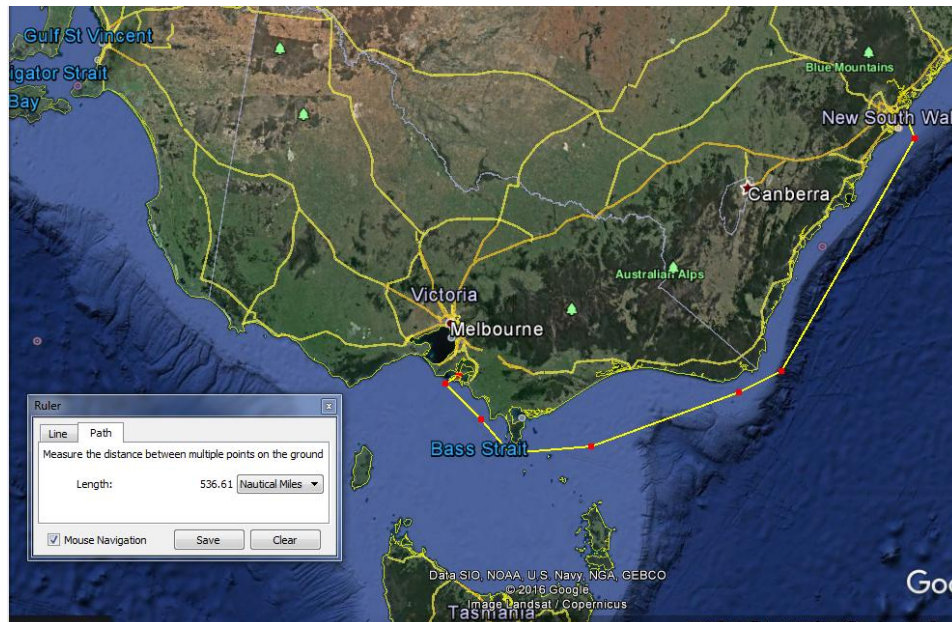 Gulf St Vincent
igator Strait
Bay
Blue Mountains
New South Wal
Canberra
Australian Alps
Victoria
Melbourne
Bass Strait
Ruler
x
Line
Path
Measure the distance between multiple points on the ground
Length:
536.61
Nautical Miles
Mouse Navigation
Save
Clear
Data SIO, NOAA, U.S. Navy, NGA, GEBCO
© 2016 Google
Image Landsat / Copernicus
Tasmania
Goo